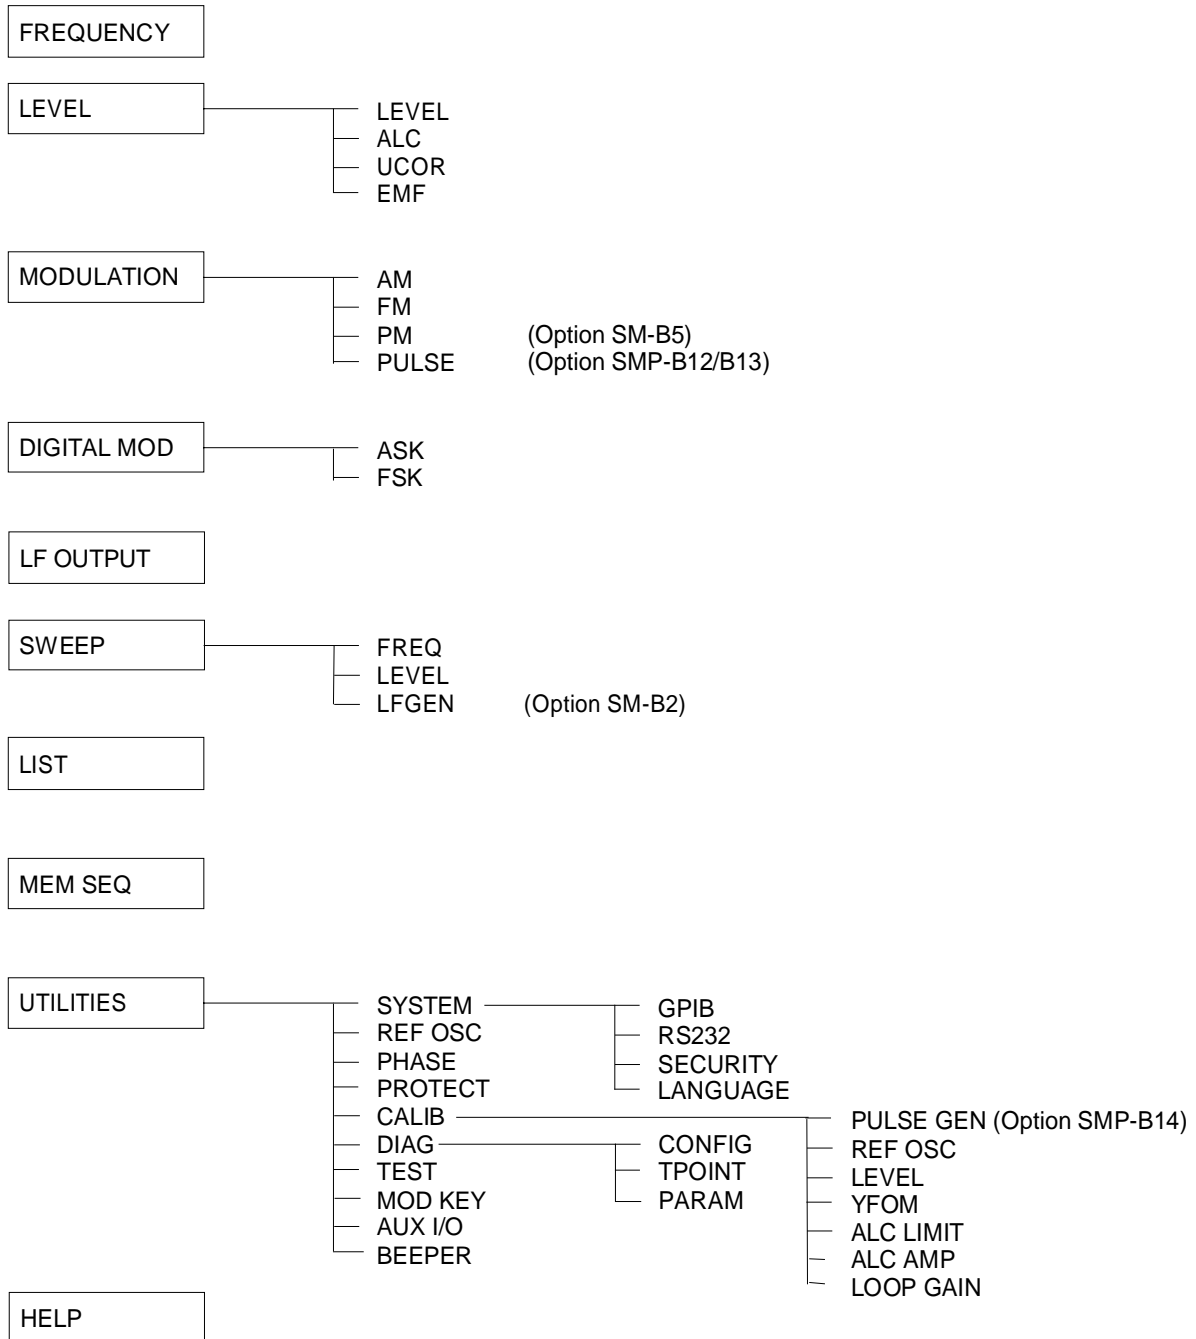 FREQUENCY
LEVEL
LEVEL
ALC
UCOR
EMF
MODULATION
AM
FM
PM (Option SM-B5)
PULSE (Option SMP-B12/B13)
DIGITAL MOD
ASK
FSK
LF OUTPUT
SWEEP
FREQ
LEVEL
LFGEN (Option SM-B2)
LIST
MEM SEQ
UTILITIES
SYSTEM
REF OSC
PHASE
PROTECT
CALIB
DIAG
TEST
MOD KEY
AUX I/O
BEEPER
GPIB
RS232
SECURITY
LANGUAGE
CONFIG
TPOINT
PARAM
PULSE GEN (Option SMP-B14)
REF OSC
LEVEL
YFOM
ALC LIMIT
ALC AMP
LOOP GAIN
HELP